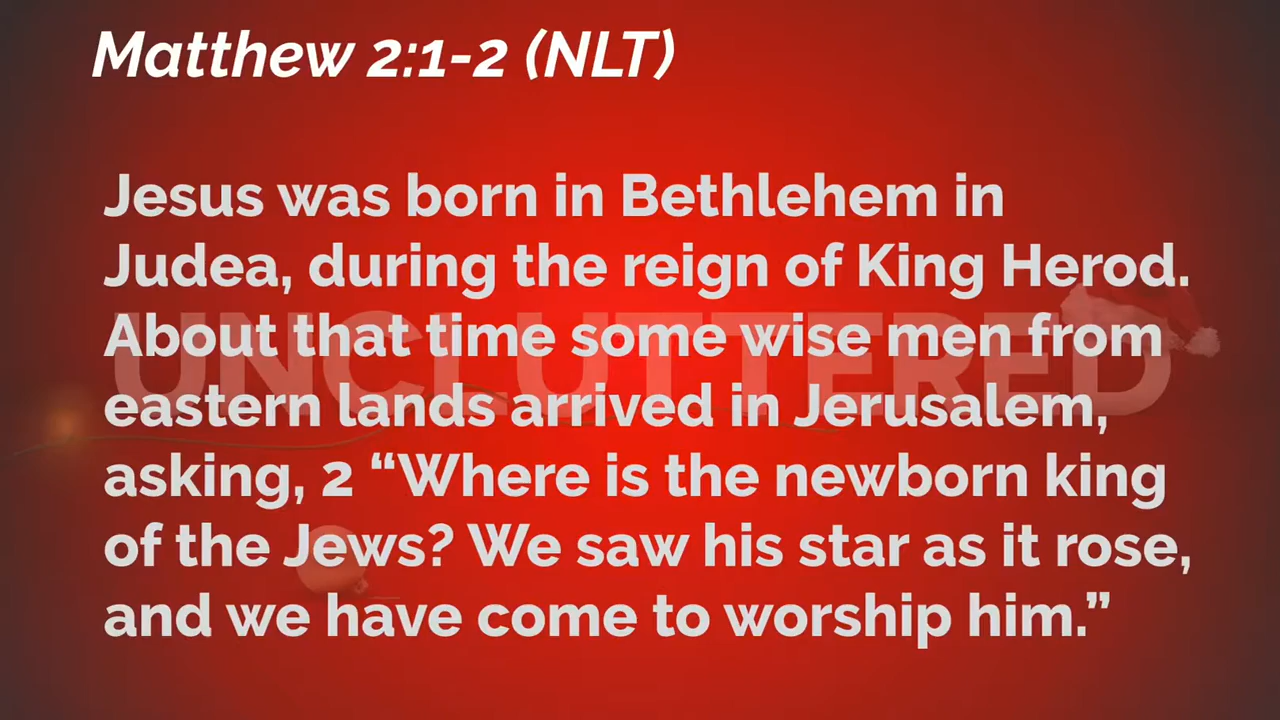 Matthew 2:1-2 (NLT)
Jesus was born in Bethlehem in
Judea, during the reign of King Herod.
About that time some wise men from
UNCLUTTERED
eastern lands arrived in Jerusalem,
asking, 2 “Where is the newborn king
of the Jews? We saw his star as it rose,
and we have come to worship him.”